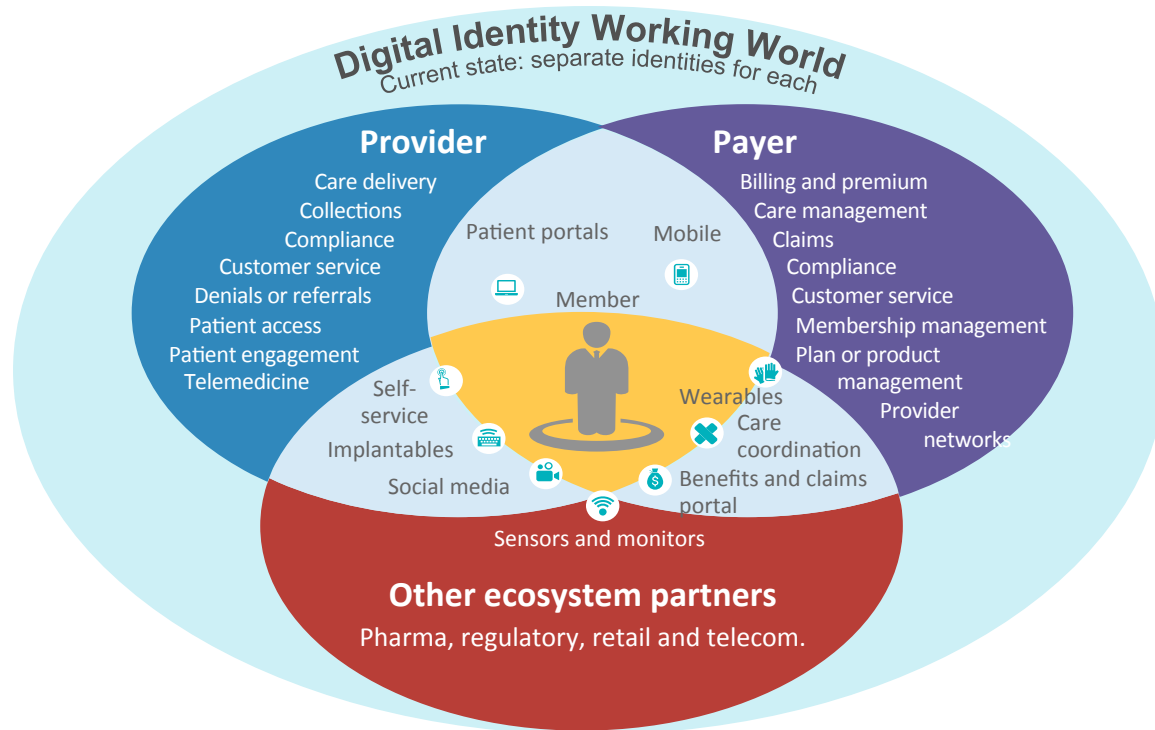 Digital Identity Working World
Current state: separate identities for each
Provider
Care delivery
Collections
Compliance
Customer service
Denials or referrals
Patient access
Patient engagement
Telemedicine
Payer
Billing and premium
Care management
Claims
Compliance
Customer service
Membership management
Plan or product
management
Provider
networks
Patient portals
Mobile
Member
Self-
service
Implantables
Social media
Wearables
Care
coordination
Benefits and claims
portal
Sensors and monitors
Other ecosystem partners
Pharma, regulatory, retail and telecom.